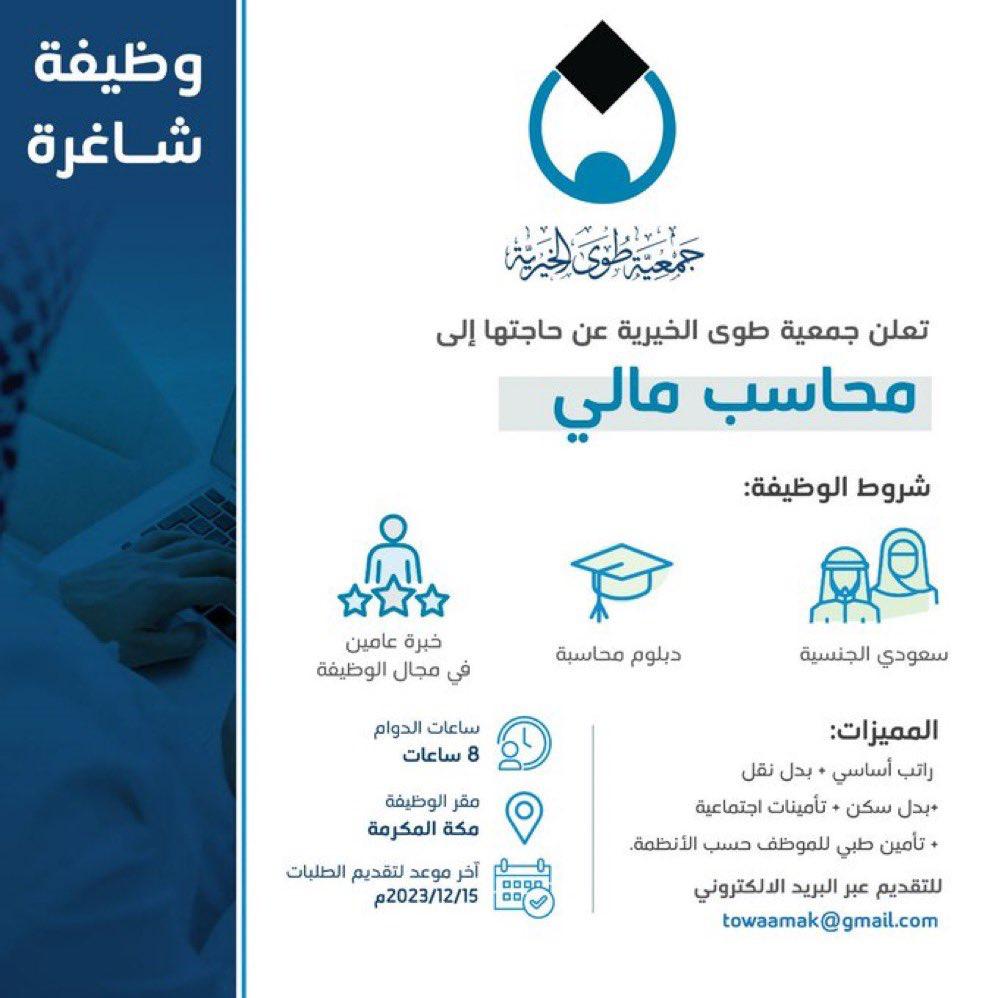 وظيفة
شاغرة
جمعية طوى الخيرية
تعلن جمعية طوى الخيرية عن حاجتها إلى
محاسب مالي
شروط الوظيفة:
سعودي الجنسية
دبلوم محاسبة
خبرة عامين
في مجال الوظيفة
المميزات:
راتب أساسي + بدل نقل
+بدل سكن + تأمينات اجتماعية
+ تأمين طبي للموظف حسب الأنظمة.
للتقديم عبر البريد الالكتروني
towaamak@gmail.com
ساعات الدوام
8 ساعات
مقر الوظيفة
مكة المكرمة
آخر موعد لتقديم الطلبات
2023/12/15م